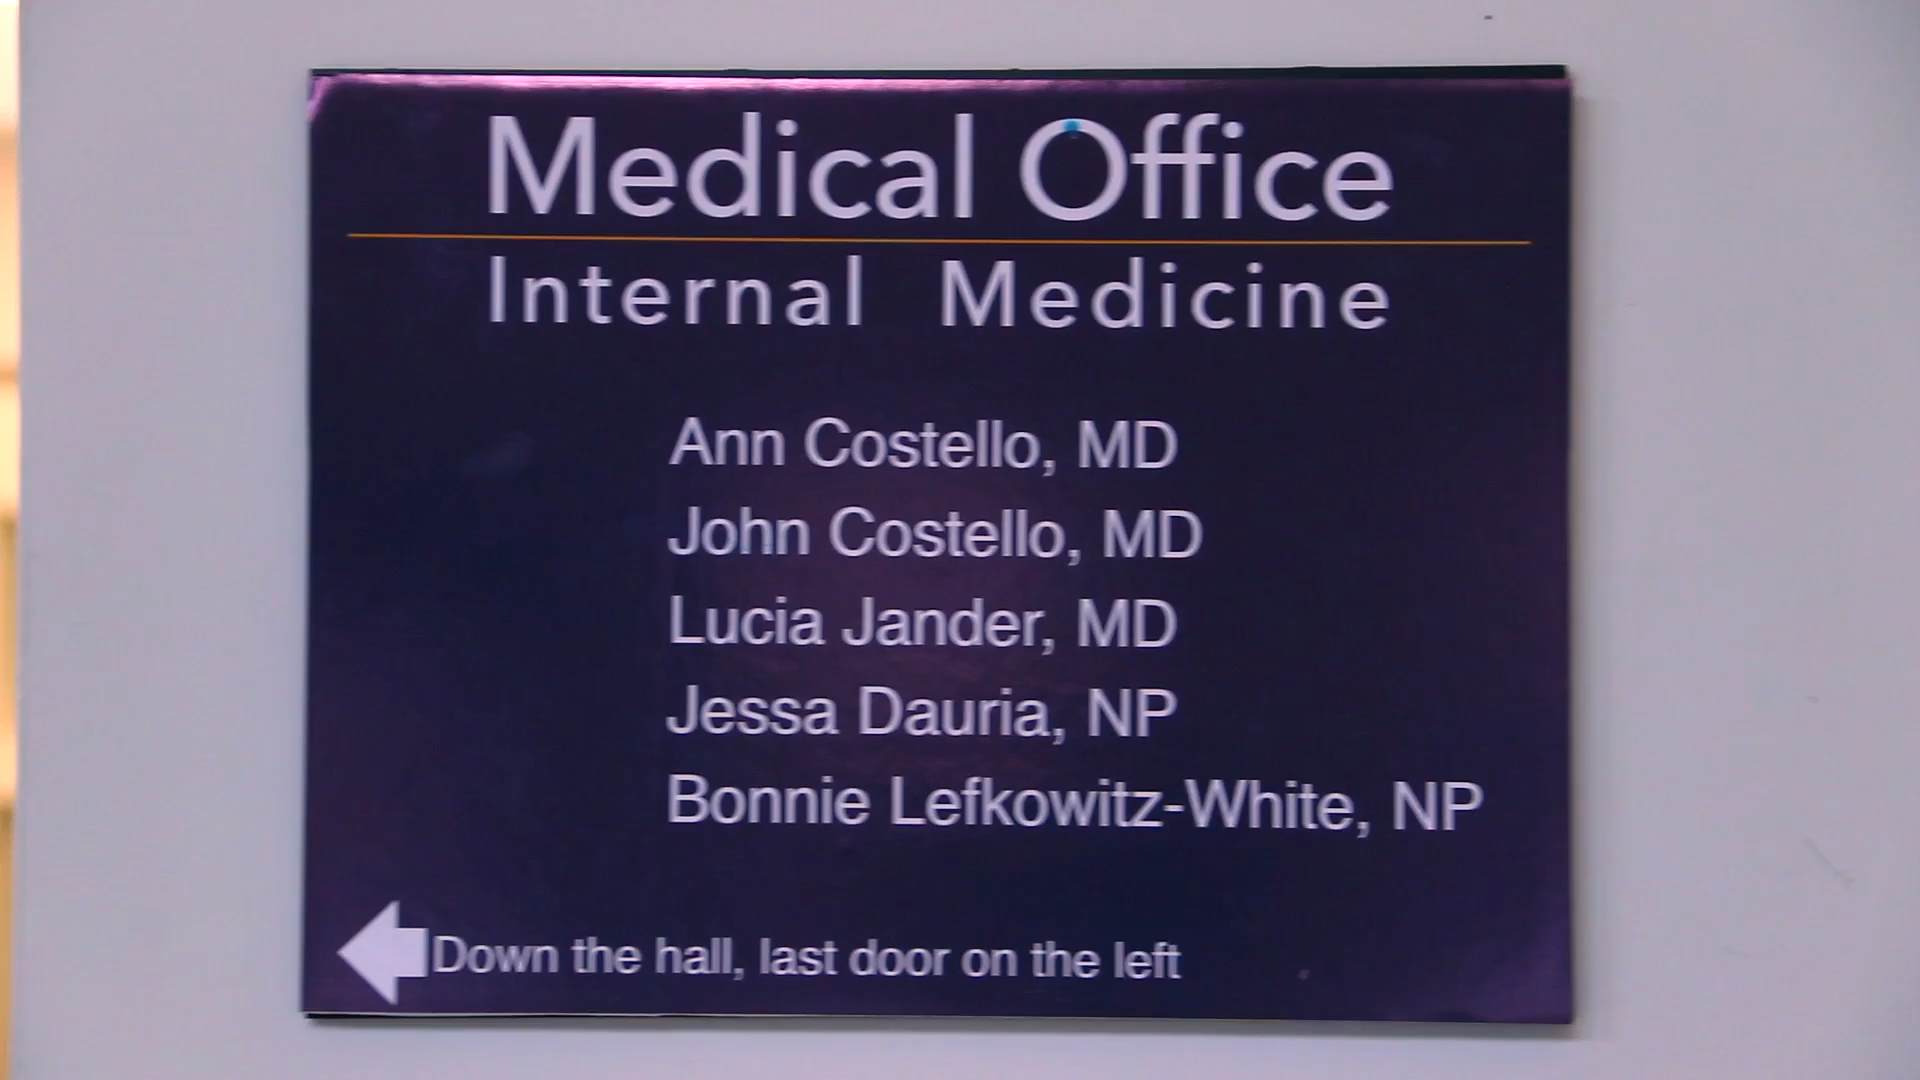 Medical Office
Internal Medicine
Ann Costello, MD
John Costello, MD
Lucia Jander, MD
Jessa Dauria, NP
Bonnie Lefkowitz-White, NP
Down the hall, last door on the left